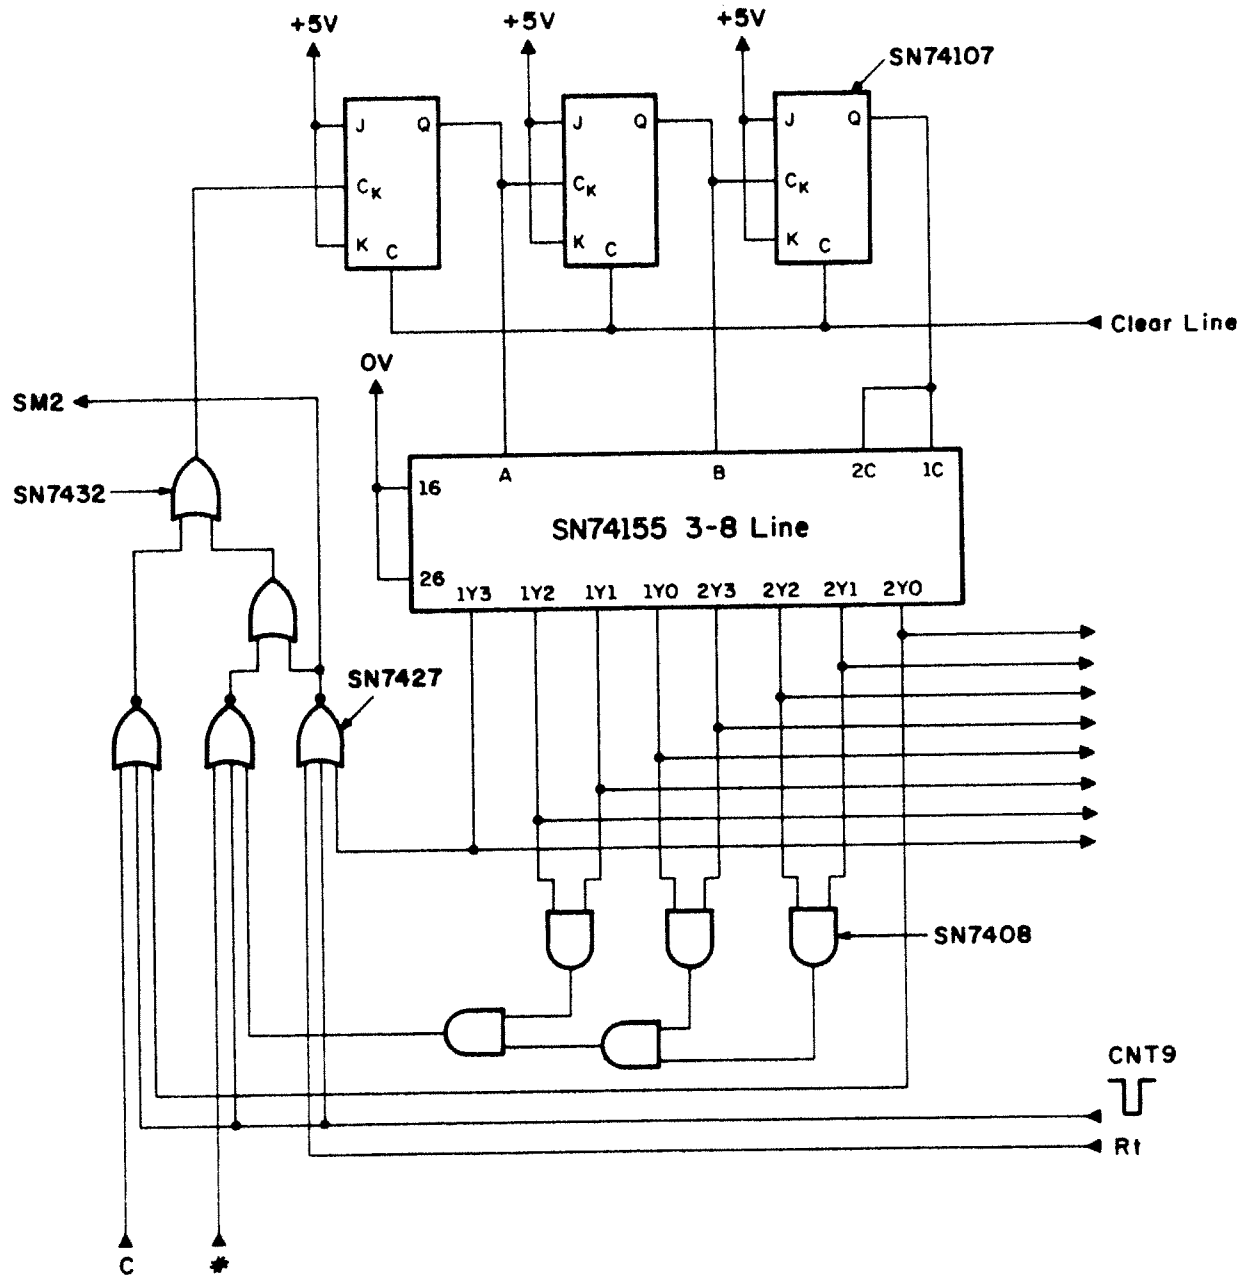 +5V +5V +5V
SN74107
J Q J Q J Q
CK CK CK
K C K C K C
Clear Line
OV
SM2
A B 2C 1C
16
SN7432
SN74155 3-8 Line
26
1Y3 1Y2 1Y1 1Y0 2Y3 2Y2 2Y1 2Y0
SN7427
SN7408
CNT9
Rt
C #